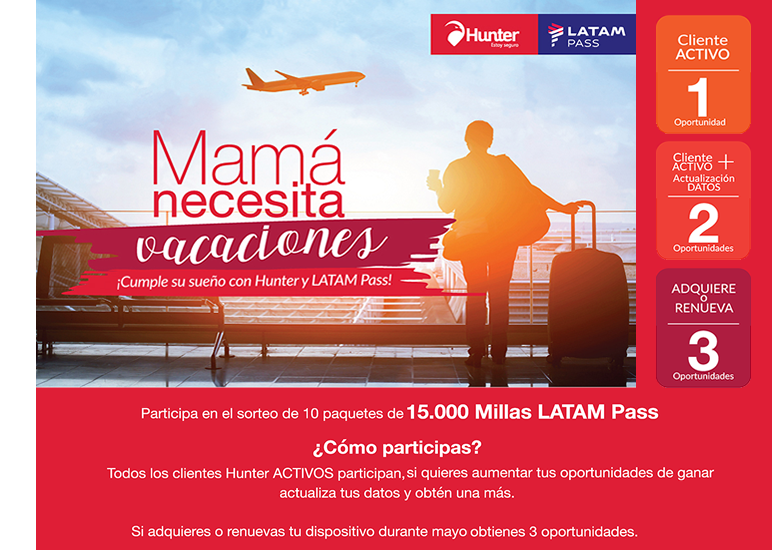 Hunter
Estoy seguro
LATAM
PASS
Mamá
necesita
vacaciones
¡Cumple su sueño con Hunter y LATAM Pass!
Cliente
ACTIVO
1
Oportunidad
Cliente
ACTIVO +
Actualización
DATOS
2
Oportunidades
ADQUIERE
o
RENUEVA
3
Oportunidades
Participa en el sorteo de 10 paquetes de 15.000 Millas LATAM Pass
¿Cómo participas?
Todos los clientes Hunter ACTIVOS participan, si quieres aumentar tus oportunidades de ganar
actualiza tus datos y obtén una más.
Si adquieres o renuevas tu dispositivo durante mayo obtienes 3 oportunidades.